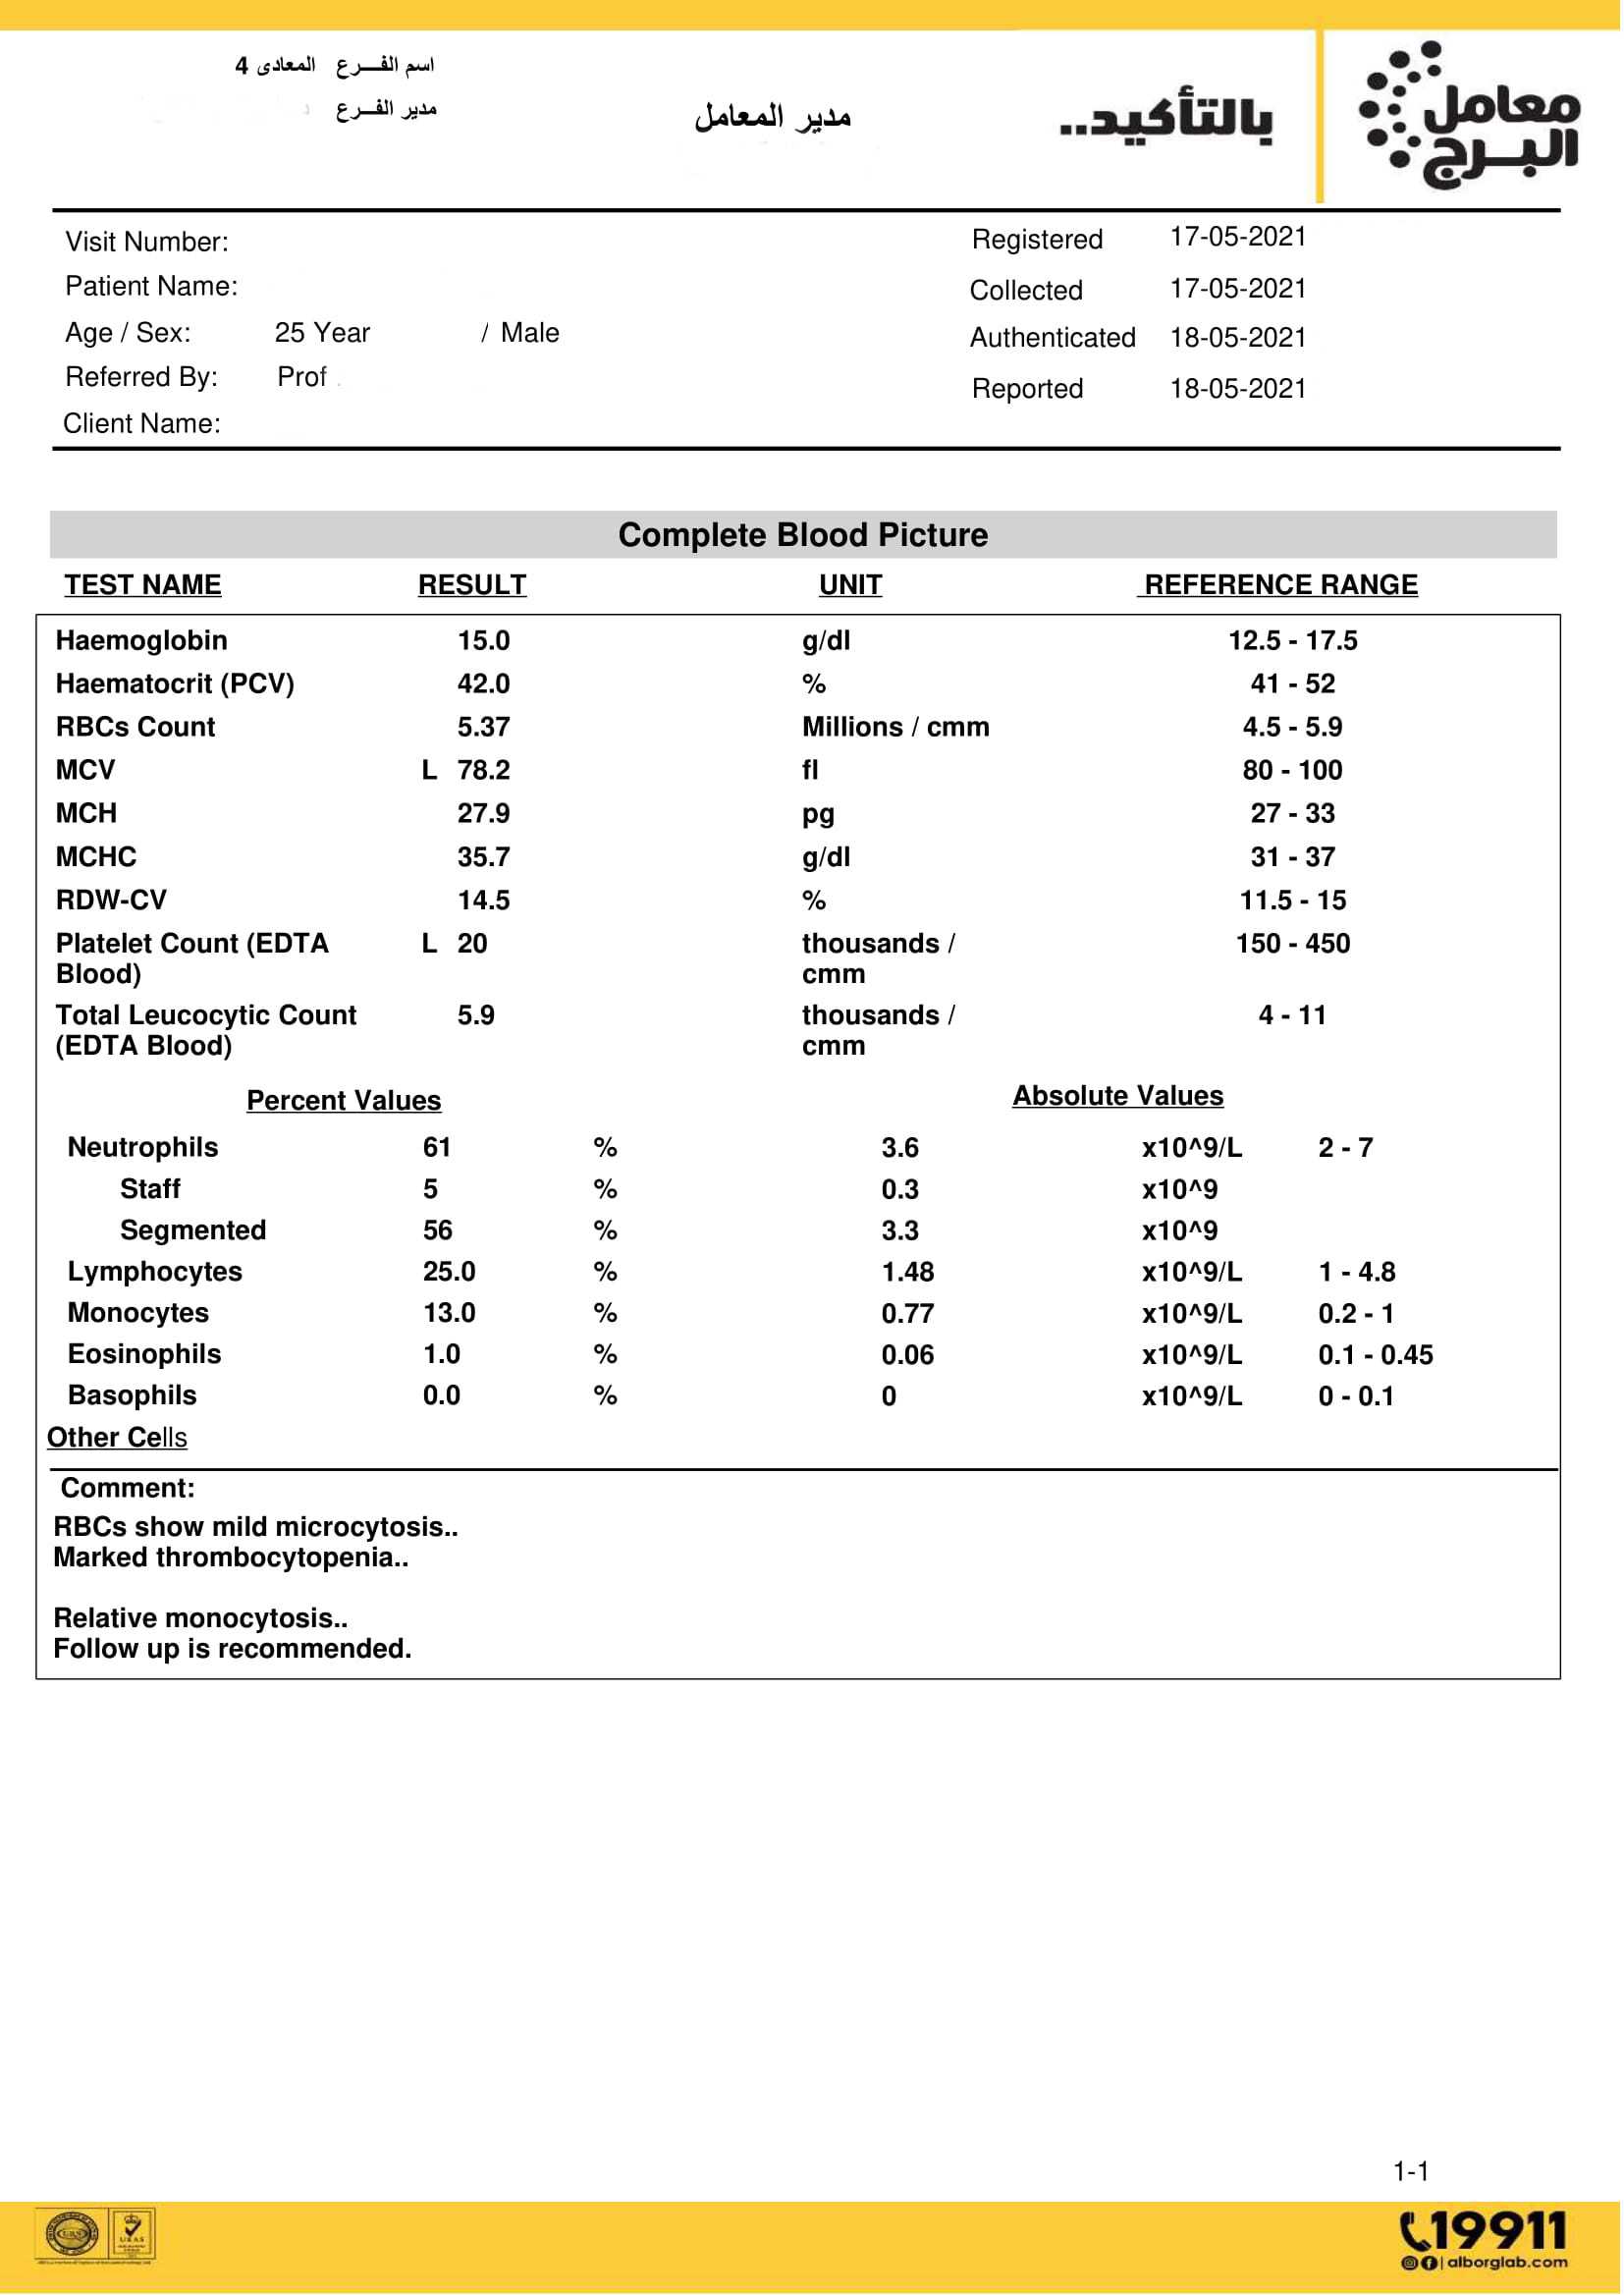 اسم الفـــرع المعادى 4
مدير الفـــرع
مدير المعامل
بالتأكيد..
معامل
البرج
Visit Number:
Patient Name:
Age / Sex: 25 Year / Male
Referred By: Prof
Client Name:
Registered 17-05-2021
Collected 17-05-2021
Authenticated 18-05-2021
Reported 18-05-2021
Complete Blood Picture
TEST NAME RESULT UNIT REFERENCE RANGE
Haemoglobin 15.0 g/dl 12.5 - 17.5
Haematocrit (PCV) 42.0 % 41 - 52
RBCs Count 5.37 Millions / cmm 4.5 - 5.9
MCV L 78.2 fl 80 - 100
MCH 27.9 pg 27 - 33
MCHC 35.7 g/dl 31 - 37
RDW-CV 14.5 % 11.5 - 15
Platelet Count (EDTA L 20 thousands / 150 - 450
Blood) cmm
Total Leucocytic Count 5.9 thousands / 4 - 11
(EDTA Blood) cmm
Percent Values Absolute Values
Neutrophils 61 % 3.6 x10^9/L 2 - 7
Staff 5 % 0.3 x10^9
Segmented 56 % 3.3 x10^9
Lymphocytes 25.0 % 1.48 x10^9/L 1 - 4.8
Monocytes 13.0 % 0.77 x10^9/L 0.2 - 1
Eosinophils 1.0 % 0.06 x10^9/L 0.1 - 0.45
Basophils 0.0 % 0 x10^9/L 0 - 0.1
Other Cells
Comment:
RBCs show mild microcytosis..
Marked thrombocytopenia..
Relative monocytosis..
Follow up is recommended.
1-1
19911
alborglab.com
UKAS